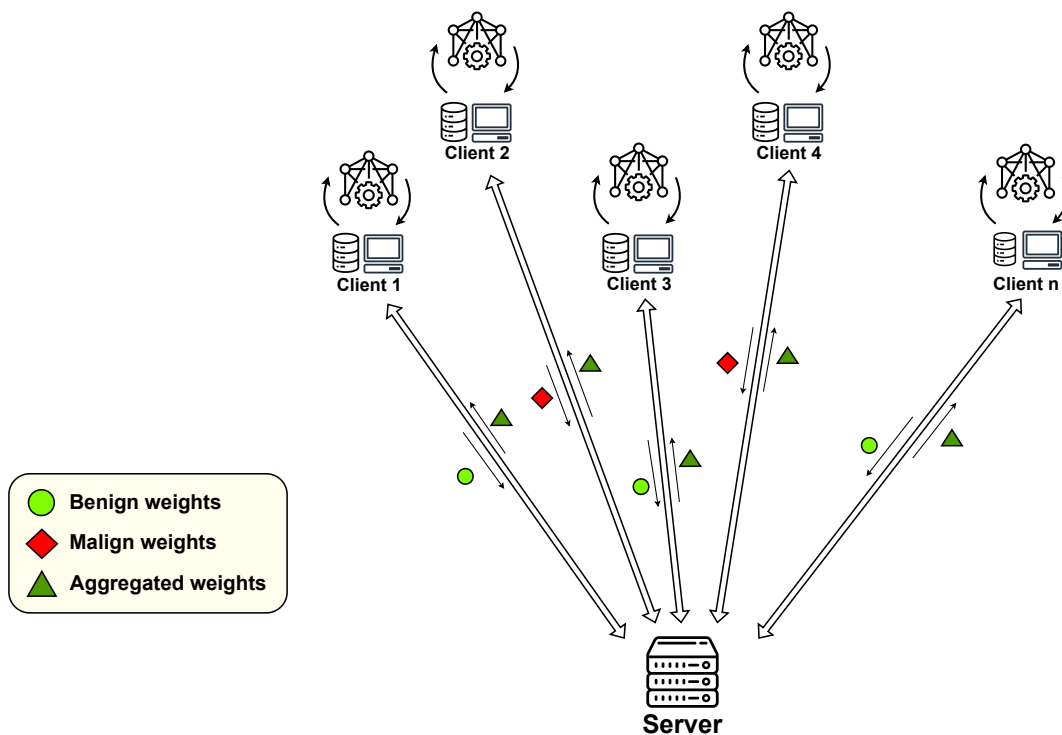 Client 2
Client 4
Client 1
Client 3
Client n
Benign weights
Malign weights
Aggregated weights
Server